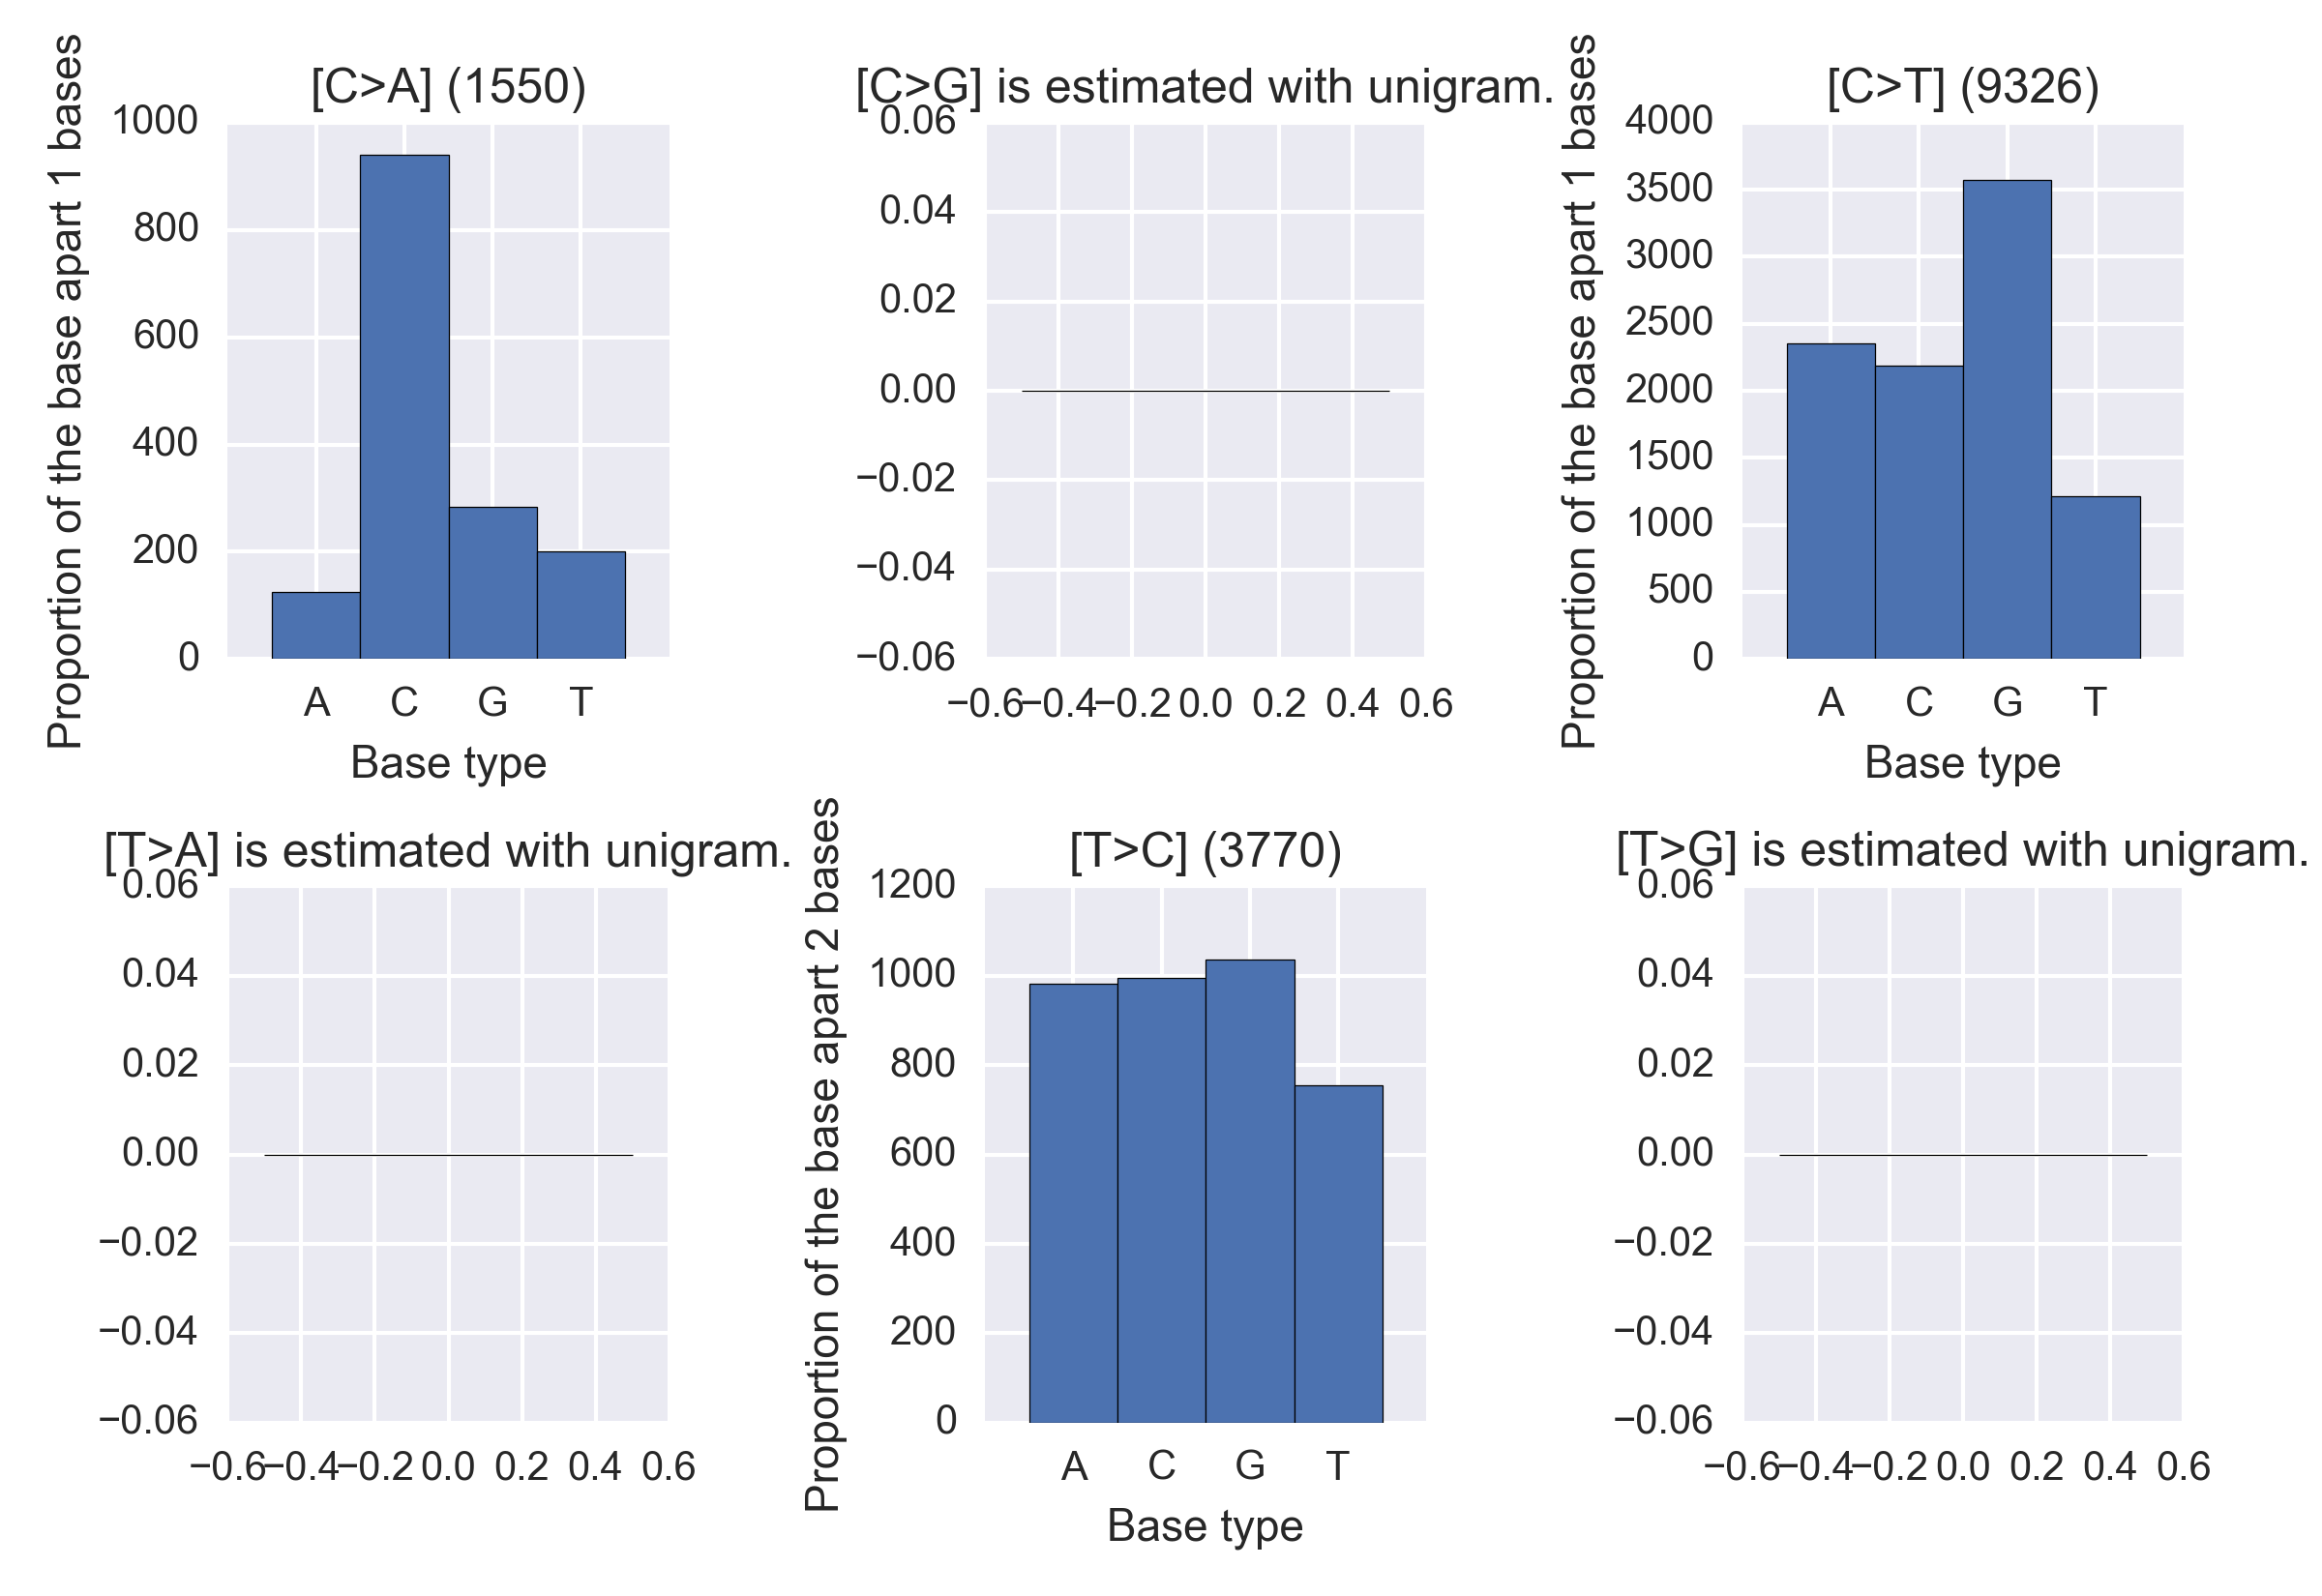 [C>A] (1550)
Proportion of the base apart 1 bases
1000
800
600
400
200
0
A C G T
Base type
[C>G] is estimated with unigram.
0.06
0.04
0.02
0.00
−0.02
−0.04
−0.06
−0.6 −0.4 −0.2 0.0 0.2 0.4 0.6
[C>T] (9326)
Proportion of the base apart 1 bases
4000
3500
3000
2500
2000
1500
1000
500
0
A C G T
Base type
[T>A] is estimated with unigram.
0.06
0.04
0.02
0.00
−0.02
−0.04
−0.06
−0.6 −0.4 −0.2 0.0 0.2 0.4 0.6
[T>C] (3770)
Proportion of the base apart 2 bases
1200
1000
800
600
400
200
0
A C G T
Base type
[T>G] is estimated with unigram.
0.06
0.04
0.02
0.00
−0.02
−0.04
−0.06
−0.6 −0.4 −0.2 0.0 0.2 0.4 0.6